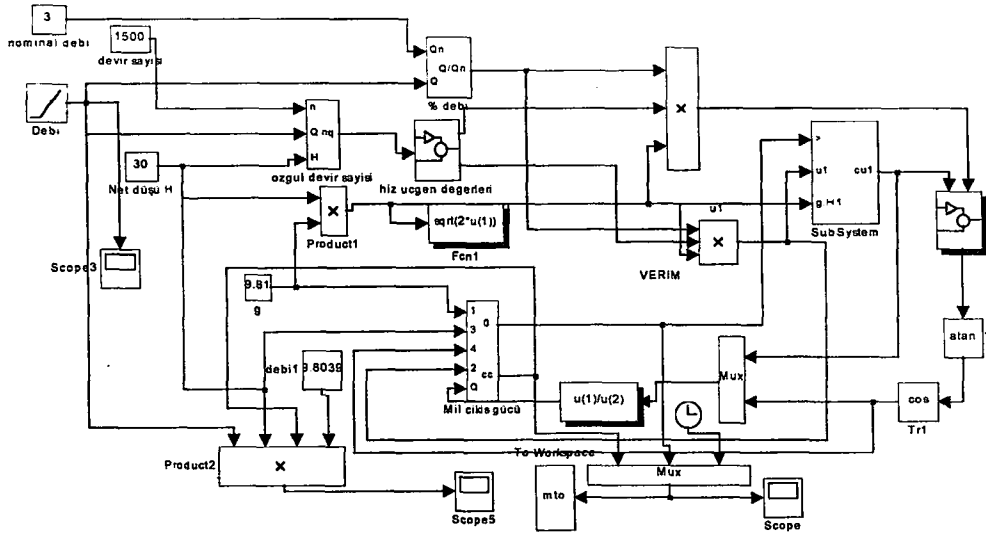 3
nominal debi
1500
devir sayisi
Qn
Q/Qn
Q
% debi
Debi
n
Q nq
H
ozgul devir sayisi
30
Net düşü H
hiz ucgen degerleri
×
>
u1
cu1
g H1
SubSystem
×
Product1
sqrt(2*u(1))
Fcn1
u1
×
VERIM
Scope3
9.81
g
1
0
3
4
2
cc
Q
Mil cikis gücü
debi1
9.8039
Mux
u(1)/u(2)
atan
cos
Tr1
Product2
×
To Workspace
Mux
mto
Scope5
Scope